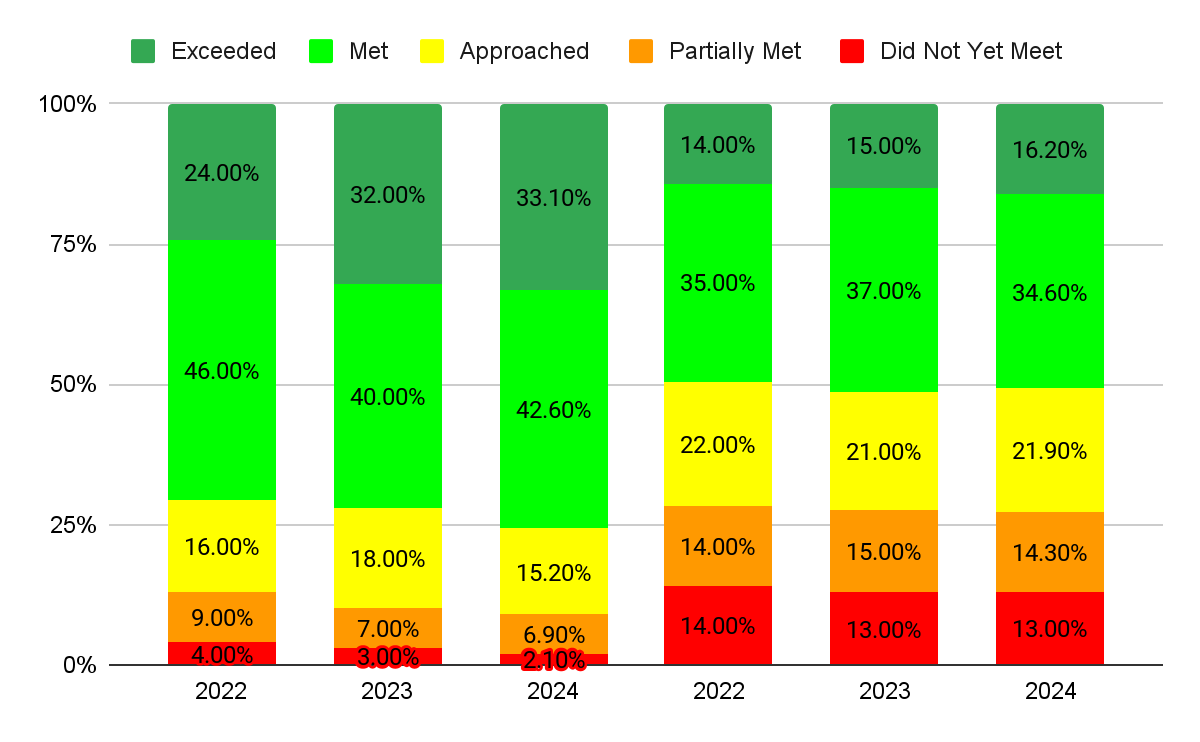 Exceeded Met Approached Partially Met Did Not Yet Meet
100%
14.00% 15.00% 16.20%
24.00% 32.00% 33.10%
75%
35.00% 37.00% 34.60%
46.00% 40.00% 42.60%
50%
22.00% 21.00% 21.90%
25%
16.00% 18.00% 15.20% 14.00% 15.00% 14.30%
9.00% 7.00% 6.90% 14.00% 13.00% 13.00%
4.00% 3.00% 2.10%
0%
2022 2023 2024 2022 2023 2024